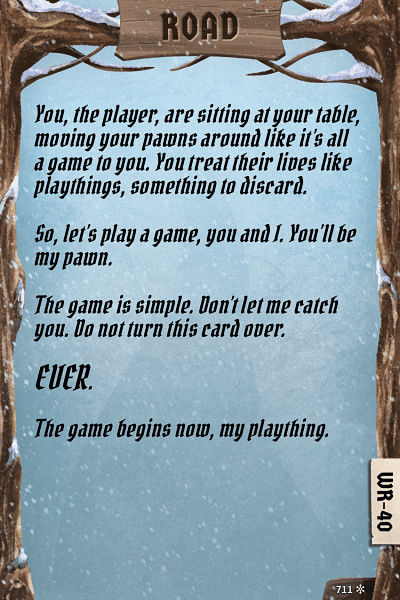 ROAD
You, the player, are sitting at your table,
moving your pawns around like it's all
a game to you. You treat their lives like
playthings, something to discard.
So, let's play a game, you and I. You'll be
my pawn.
The game is simple. Don't let me catch
you. Do not turn this card over.
EVER.
The game begins now, my plaything.
WR-40
711 ✻